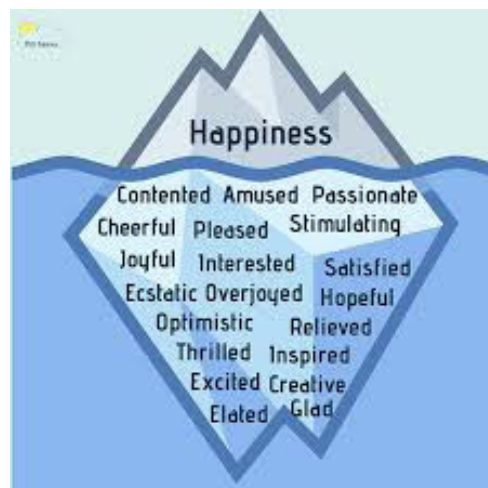 Happiness
Contented Amused Passionate
Cheerful Pleased Stimulating
Joyful Interested Satisfied
Ecstatic Overjoyed Hopeful
Optimistic Relieved
Thrilled Inspired
Excited Creative
Elated Glad